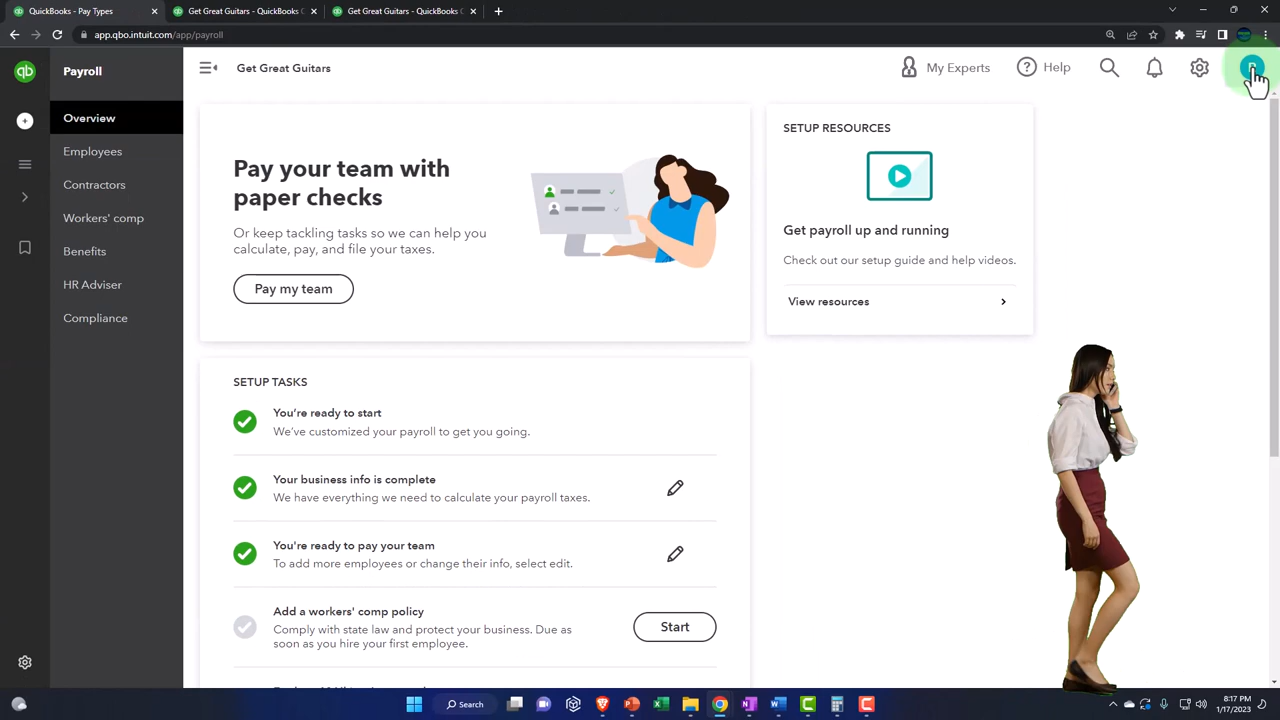 QuickBooks - Pay Types
Get Great Guitars - QuickBooks
Get Great Guitars - QuickBooks
app.qbo.intuit.com/app/payroll
qb
Payroll
Get Great Guitars
My Experts
Help
Overview
Employees
Contractors
Workers' comp
Benefits
HR Adviser
Compliance
Pay your team with
paper checks
Or keep tackling tasks so we can help you
calculate, pay, and file your taxes.
Pay my team
SETUP RESOURCES
Get payroll up and running
Check out our setup guide and help videos.
View resources
SETUP TASKS
You're ready to start
We've customized your payroll to get you going.
Your business info is complete
We have everything we need to calculate your payroll taxes.
You're ready to pay your team
To add more employees or change their info, select edit.
Add a workers' comp policy
Comply with state law and protect your business. Due as
soon as you hire your first employee.
Start
Search
8:17 PM
1/17/2023